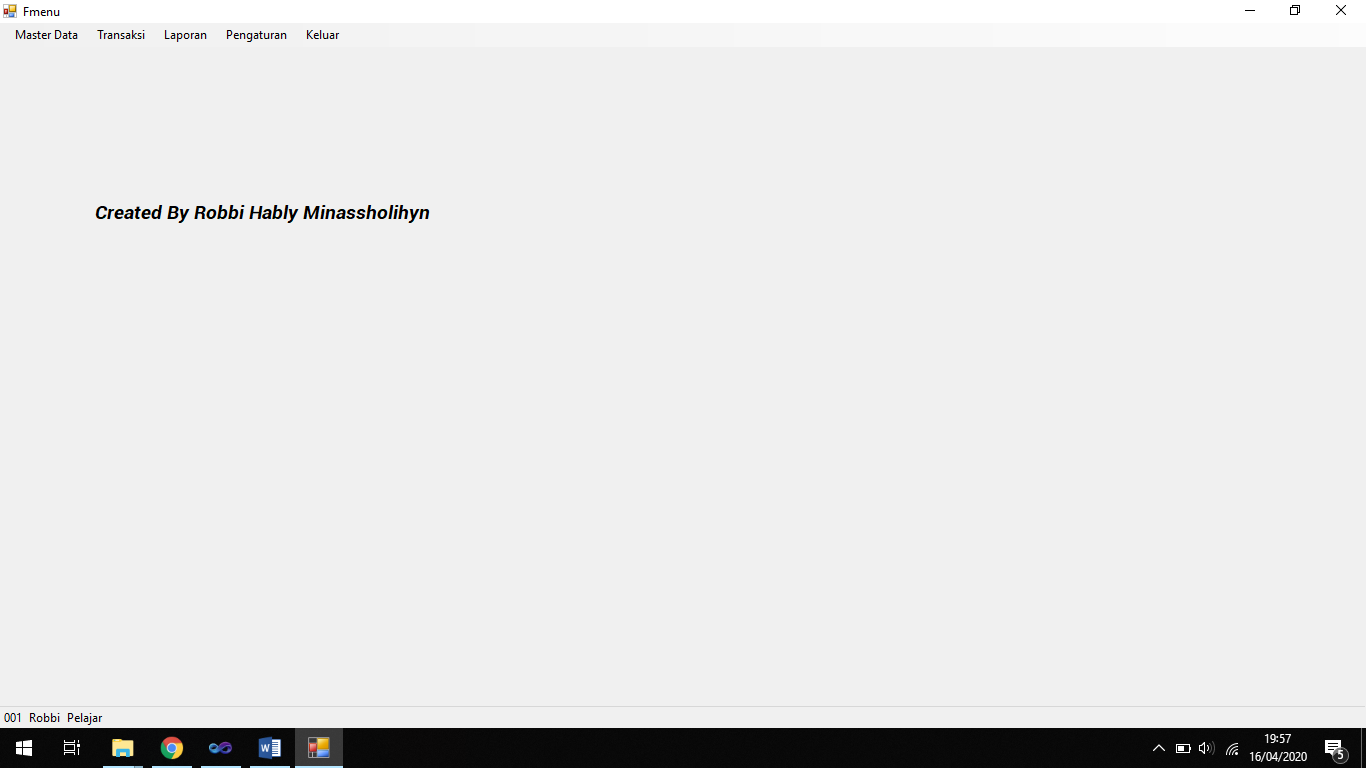 Fmenu
Master Data Transaksi Laporan Pengaturan Keluar
Created By Robbi Hably Minassholihyn
001 Robbi Pelajar
19:57
16/04/2020
5